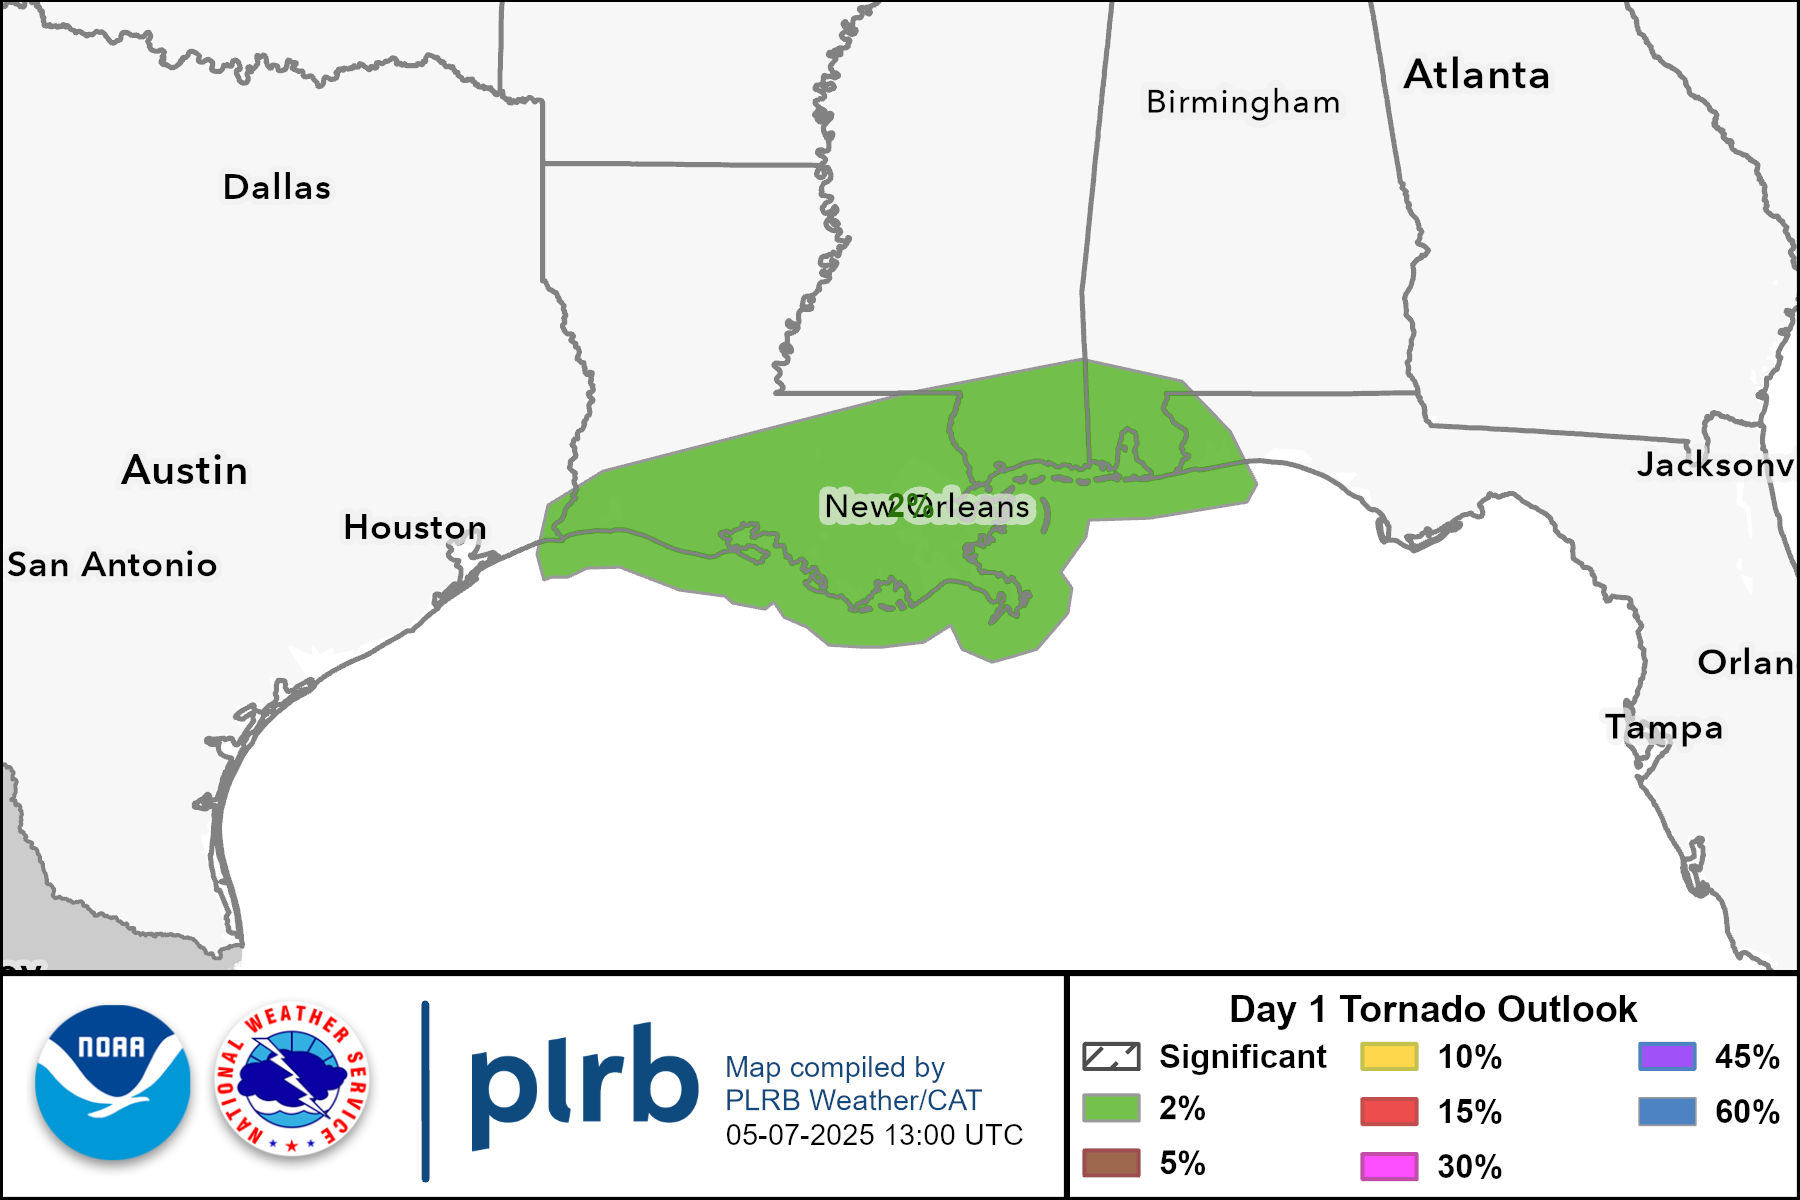 Atlanta
Birmingham
Dallas
Austin
Jacksonv
New Orleans
2%
Houston
San Antonio
Orlan
Tampa
NOAA
NATIONAL WEATHER SERVICE
plrb
Map compiled by
PLRB Weather/CAT
05-07-2025 13:00 UTC
Day 1 Tornado Outlook
Significant
10%
45%
2%
15%
60%
5%
30%